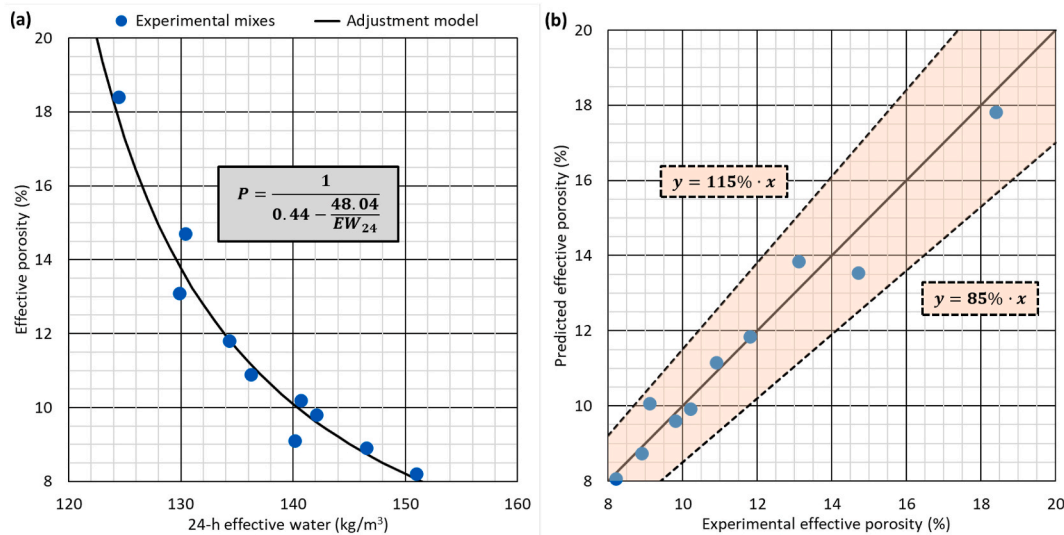 (a)
Experimental mixes
Adjustment model
20
18
16
14
12
10
8
Effective porosity (%)
P = 1 / (0.44 − 48.04 / EW₂₄)
120
130
140
150
160
24-h effective water (kg/m³)
(b)
20
18
16
14
12
10
8
Predicted effective porosity (%)
y = 115% · x
y = 85% · x
8
10
12
14
16
18
20
Experimental effective porosity (%)